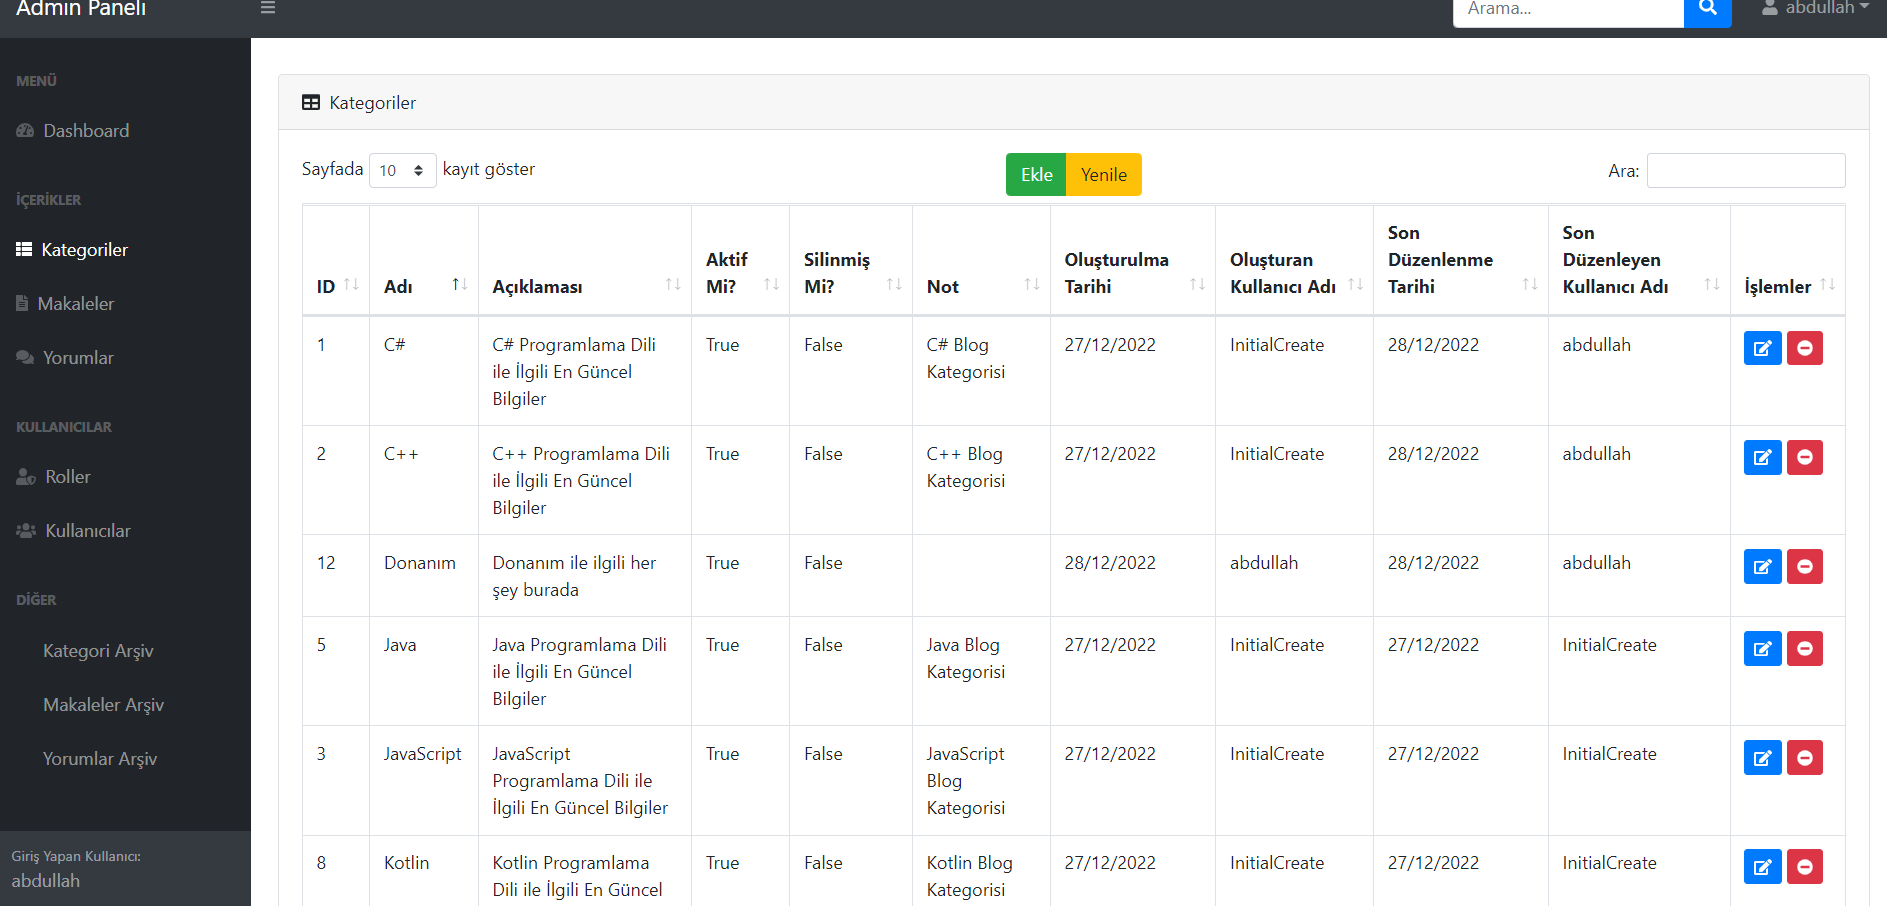 Admin Paneli
Arama...
abdullah
MENÜ
Dashboard
İÇERİKLER
Kategoriler
Makaleler
Yorumlar
KULLANICILAR
Roller
Kullanıcılar
DİĞER
Kategori Arşiv
Makaleler Arşiv
Yorumlar Arşiv
Giriş Yapan Kullanıcı:
abdullah
Kategoriler
Sayfada 10 kayıt göster
Ekle Yenile
Ara:
ID
Adı
Açıklaması
Aktif
Mi?
Silinmiş
Mi?
Not
Oluşturulma
Tarihi
Oluşturan
Kullanıcı Adı
Son
Düzenlenme
Tarihi
Son
Düzenleyen
Kullanıcı Adı
İşlemler
1
C#
C# Programlama Dili
ile İlgili En Güncel
Bilgiler
True
False
C# Blog
Kategorisi
27/12/2022
InitialCreate
28/12/2022
abdullah
2
C++
C++ Programlama Dili
ile İlgili En Güncel
Bilgiler
True
False
C++ Blog
Kategorisi
27/12/2022
InitialCreate
28/12/2022
abdullah
12
Donanım
Donanım ile ilgili her
şey burada
True
False
28/12/2022
abdullah
28/12/2022
abdullah
5
Java
Java Programlama Dili
ile İlgili En Güncel
Bilgiler
True
False
Java Blog
Kategorisi
27/12/2022
InitialCreate
27/12/2022
InitialCreate
3
JavaScript
JavaScript
Programlama Dili ile
İlgili En Güncel Bilgiler
True
False
JavaScript
Blog
Kategorisi
27/12/2022
InitialCreate
27/12/2022
InitialCreate
8
Kotlin
Kotlin Programlama
Dili ile İlgili En Güncel
True
False
Kotlin Blog
Kategorisi
27/12/2022
InitialCreate
27/12/2022
InitialCreate